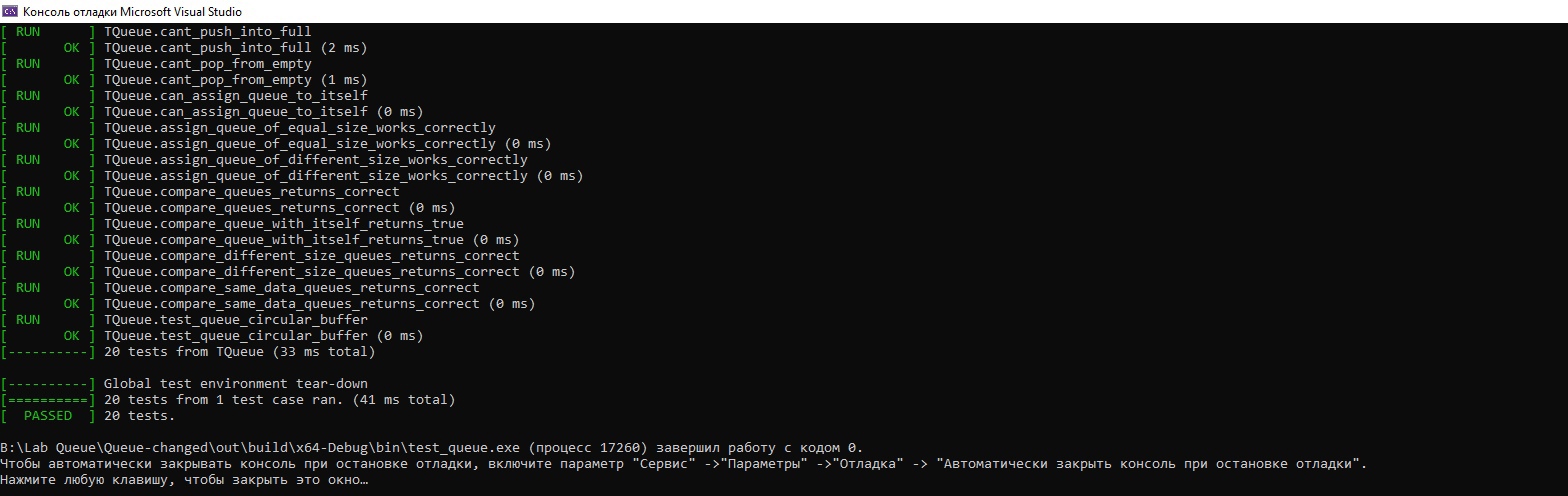 C:\ Консоль отладки Microsoft Visual Studio
[ RUN      ] TQueue.cant_push_into_full
[       OK ] TQueue.cant_push_into_full (2 ms)
[ RUN      ] TQueue.cant_pop_from_empty
[       OK ] TQueue.cant_pop_from_empty (1 ms)
[ RUN      ] TQueue.can_assign_queue_to_itself
[       OK ] TQueue.can_assign_queue_to_itself (0 ms)
[ RUN      ] TQueue.assign_queue_of_equal_size_works_correctly
[       OK ] TQueue.assign_queue_of_equal_size_works_correctly (0 ms)
[ RUN      ] TQueue.assign_queue_of_different_size_works_correctly
[       OK ] TQueue.assign_queue_of_different_size_works_correctly (0 ms)
[ RUN      ] TQueue.compare_queues_returns_correct
[       OK ] TQueue.compare_queues_returns_correct (0 ms)
[ RUN      ] TQueue.compare_queue_with_itself_returns_true
[       OK ] TQueue.compare_queue_with_itself_returns_true (0 ms)
[ RUN      ] TQueue.compare_different_size_queues_returns_correct
[       OK ] TQueue.compare_different_size_queues_returns_correct (0 ms)
[ RUN      ] TQueue.compare_same_data_queues_returns_correct
[       OK ] TQueue.compare_same_data_queues_returns_correct (0 ms)
[ RUN      ] TQueue.test_queue_circular_buffer
[       OK ] TQueue.test_queue_circular_buffer (0 ms)
[----------] 20 tests from TQueue (33 ms total)
[----------] Global test environment tear-down
[==========] 20 tests from 1 test case ran. (41 ms total)
[  PASSED  ] 20 tests.
B:\Lab Queue\Queue-changed\out\build\x64-Debug\bin\test_queue.exe (процесс 17260) завершил работу с кодом 0.
Чтобы автоматически закрывать консоль при остановке отладки, включите параметр "Сервис" ->"Параметры" ->"Отладка" -> "Автоматически закрыть консоль при остановке отладки".
Нажмите любую клавишу, чтобы закрыть это окно…